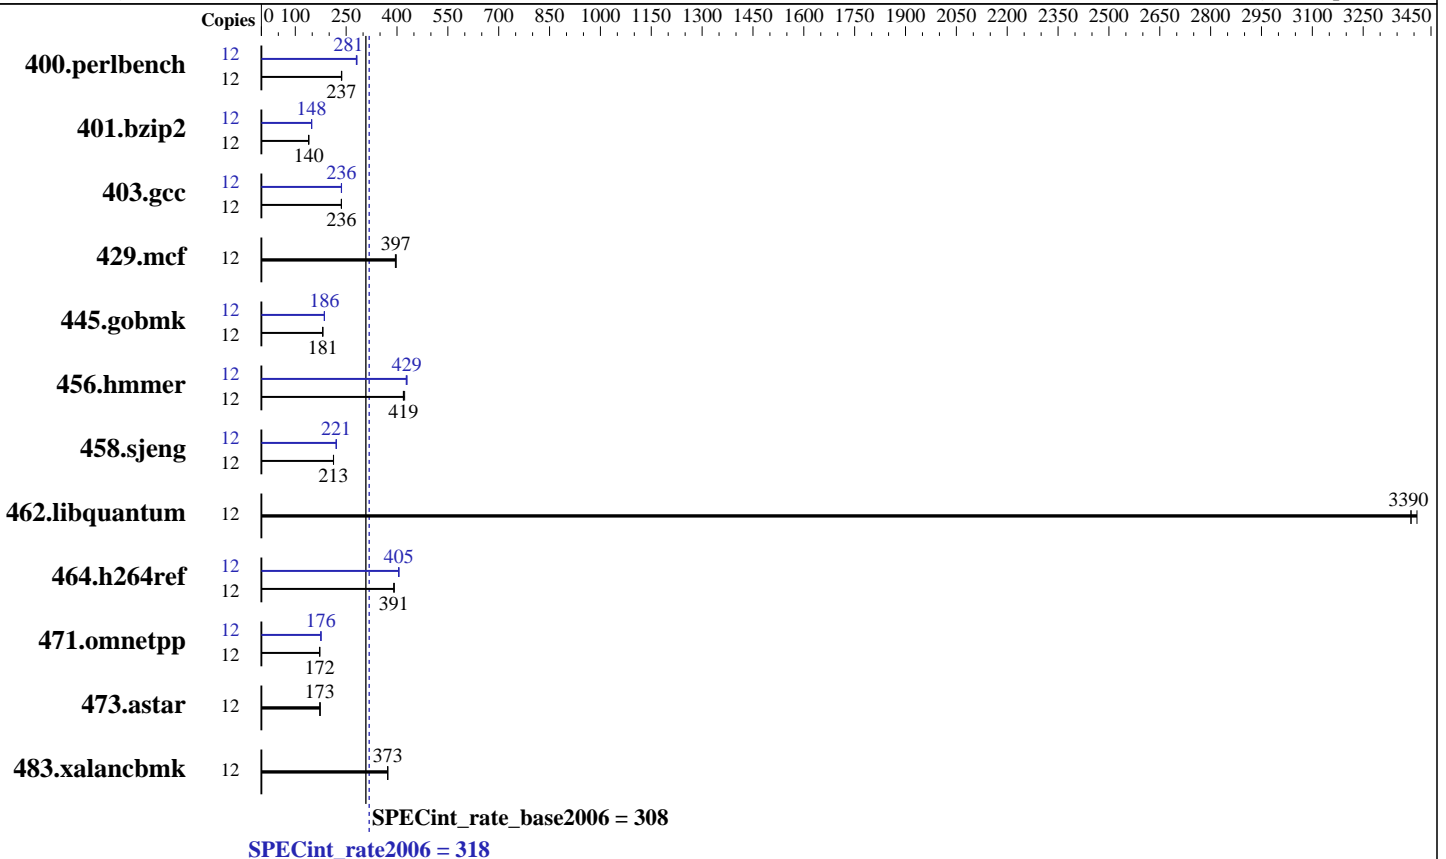 Copies 0 100 250 400 550 700 850 1000 1150 1300 1450 1600 1750 1900 2050 2200 2350 2500 2650 2800 2950 3100 3250 3450
400.perlbench 12 281
12 237
401.bzip2 12 148
12 140
403.gcc 12 236
12 236
429.mcf 12 397
445.gobmk 12 186
12 181
456.hmmer 12 429
12 419
458.sjeng 12 221
12 213
462.libquantum 12 3390
464.h264ref 12 405
12 391
471.omnetpp 12 176
12 172
473.astar 12 173
483.xalancbmk 12 373
SPECint_rate_base2006 = 308
SPECint_rate2006 = 318